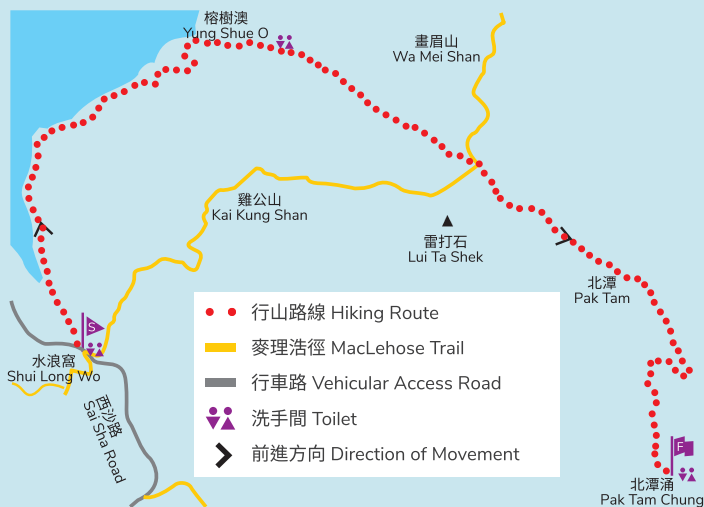 榕樹澳
Yung Shue O
畫眉山
Wa Mei Shan
雞公山
Kai Kung Shan
雷打石
Lui Ta Shek
北潭
Pak Tam
S
水浪窩
Shui Long Wo
西沙路
Sai Sha Road
行山路線 Hiking Route
麥理浩徑 MacLehose Trail
行車路 Vehicular Access Road
洗手間 Toilet
前進方向 Direction of Movement
F
北潭涌
Pak Tam Chung